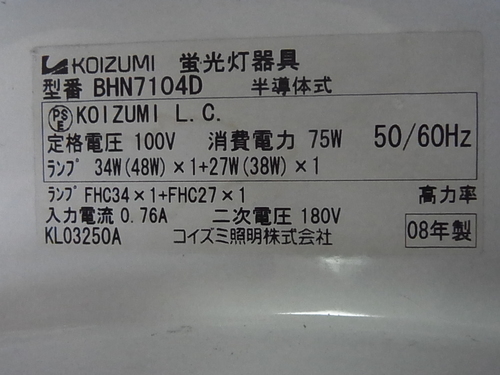 KOIZUMI 蛍光灯器具
型番 BHN7104D 半導体式
PSE KOIZUMI L.C.
定格電圧 100V 消費電力 75W 50/60Hz
ランプ 34W(48W)×1+27W(38W)×1
ランプ FHC34×1+FHC27×1 高力率
入力電流 0.76A 二次電圧 180V
KL03250A コイズミ照明株式会社 08年製